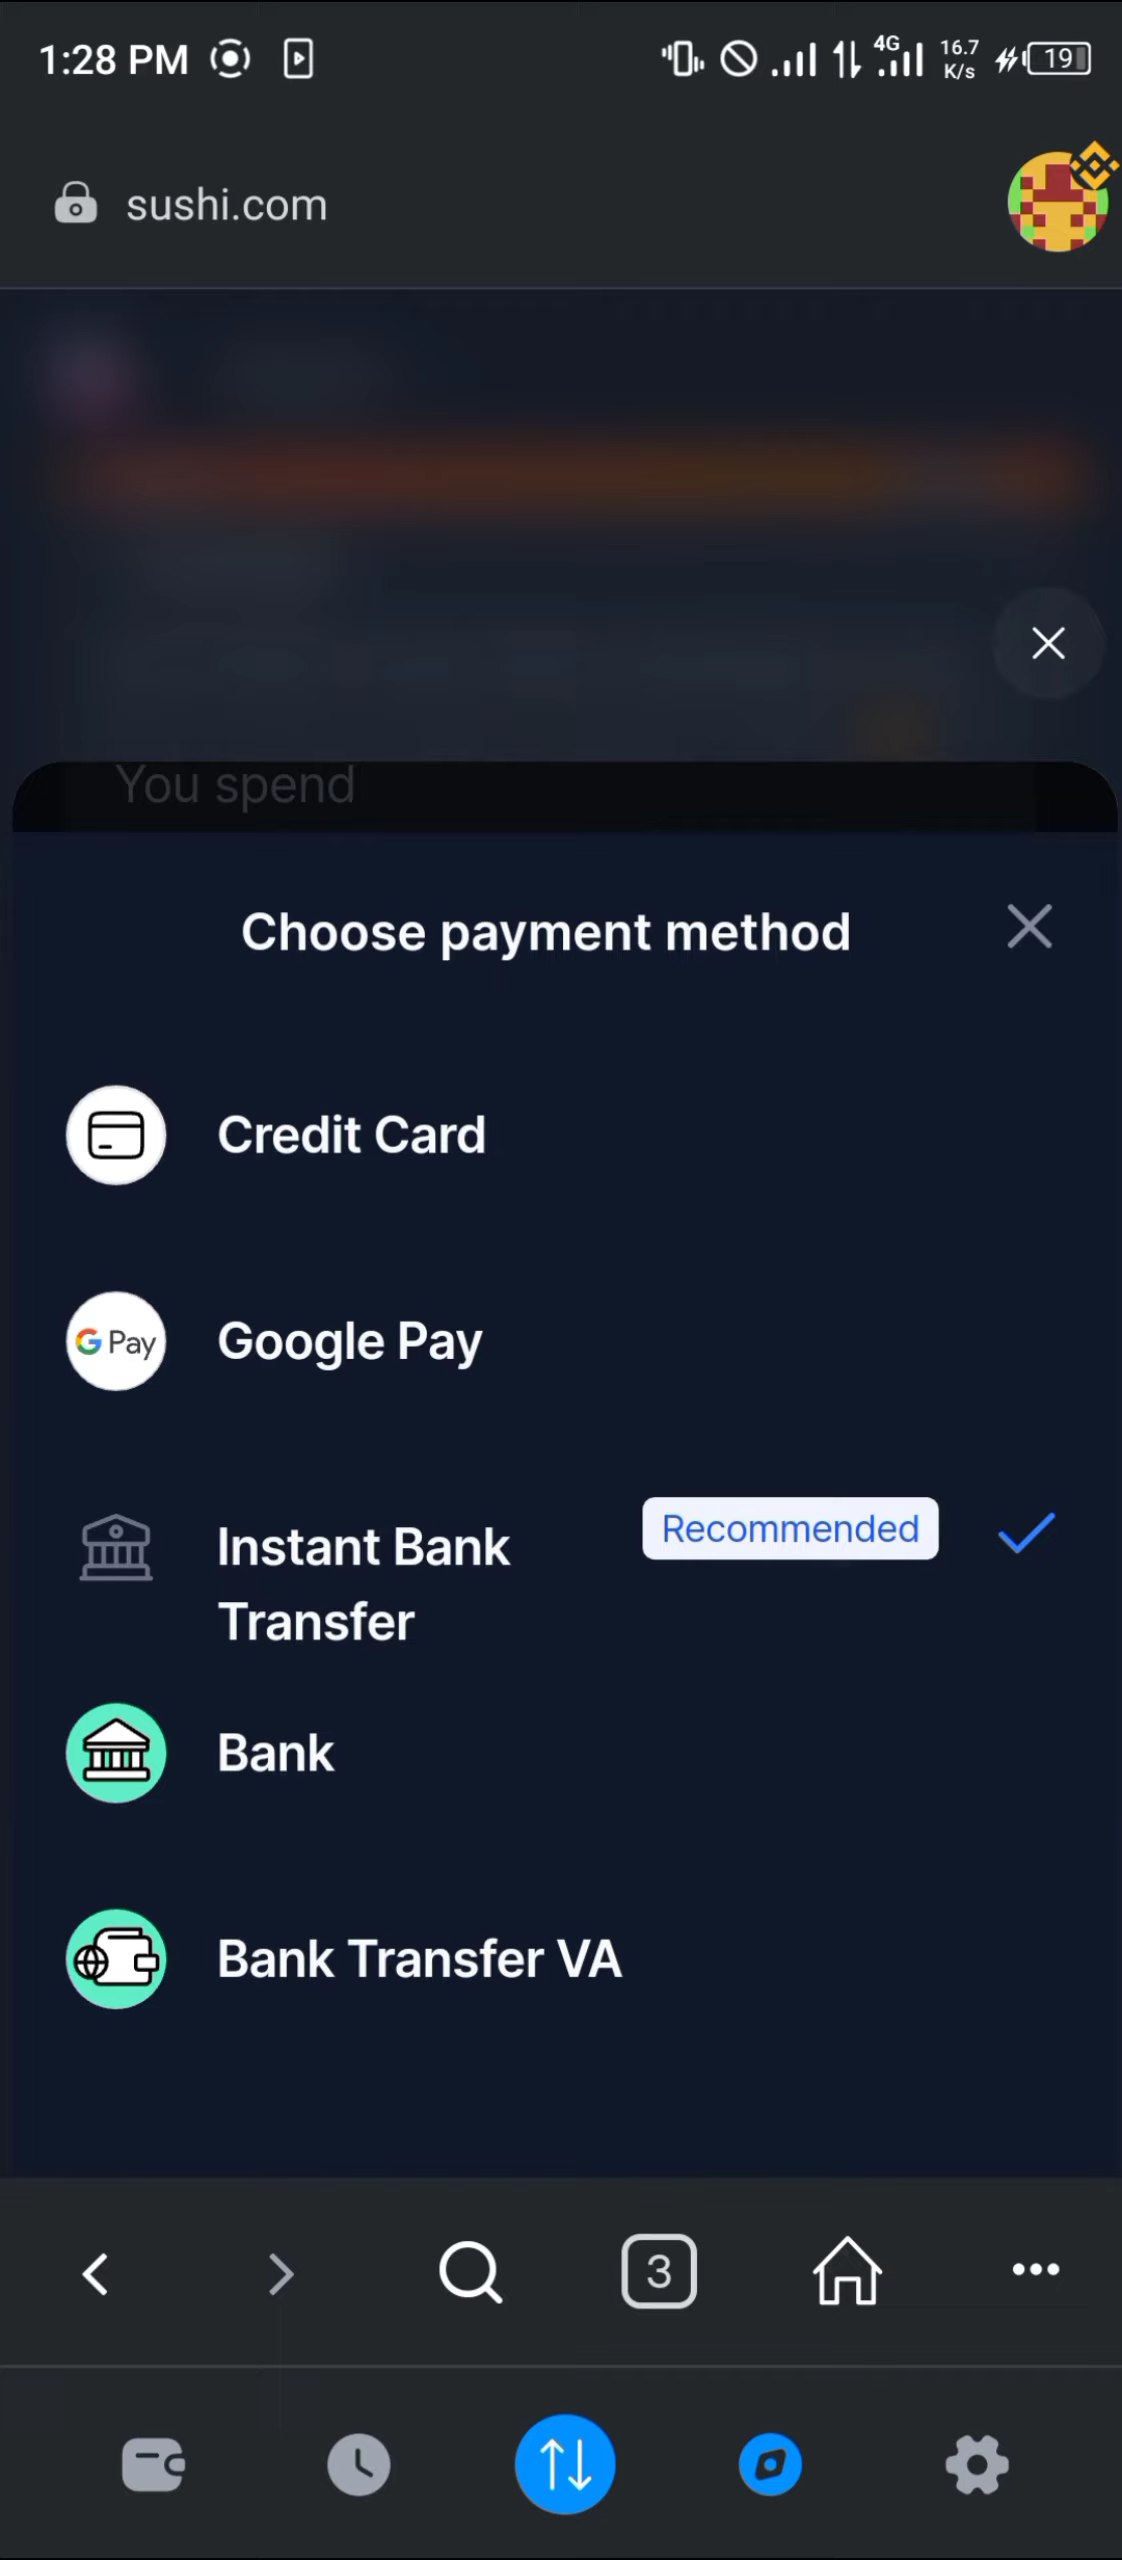 1:28 PM
4G
16.7
K/s
19
sushi.com
You spend
Choose payment method
Credit Card
G Pay
Google Pay
Instant Bank
Transfer
Recommended
Bank
Bank Transfer VA
3